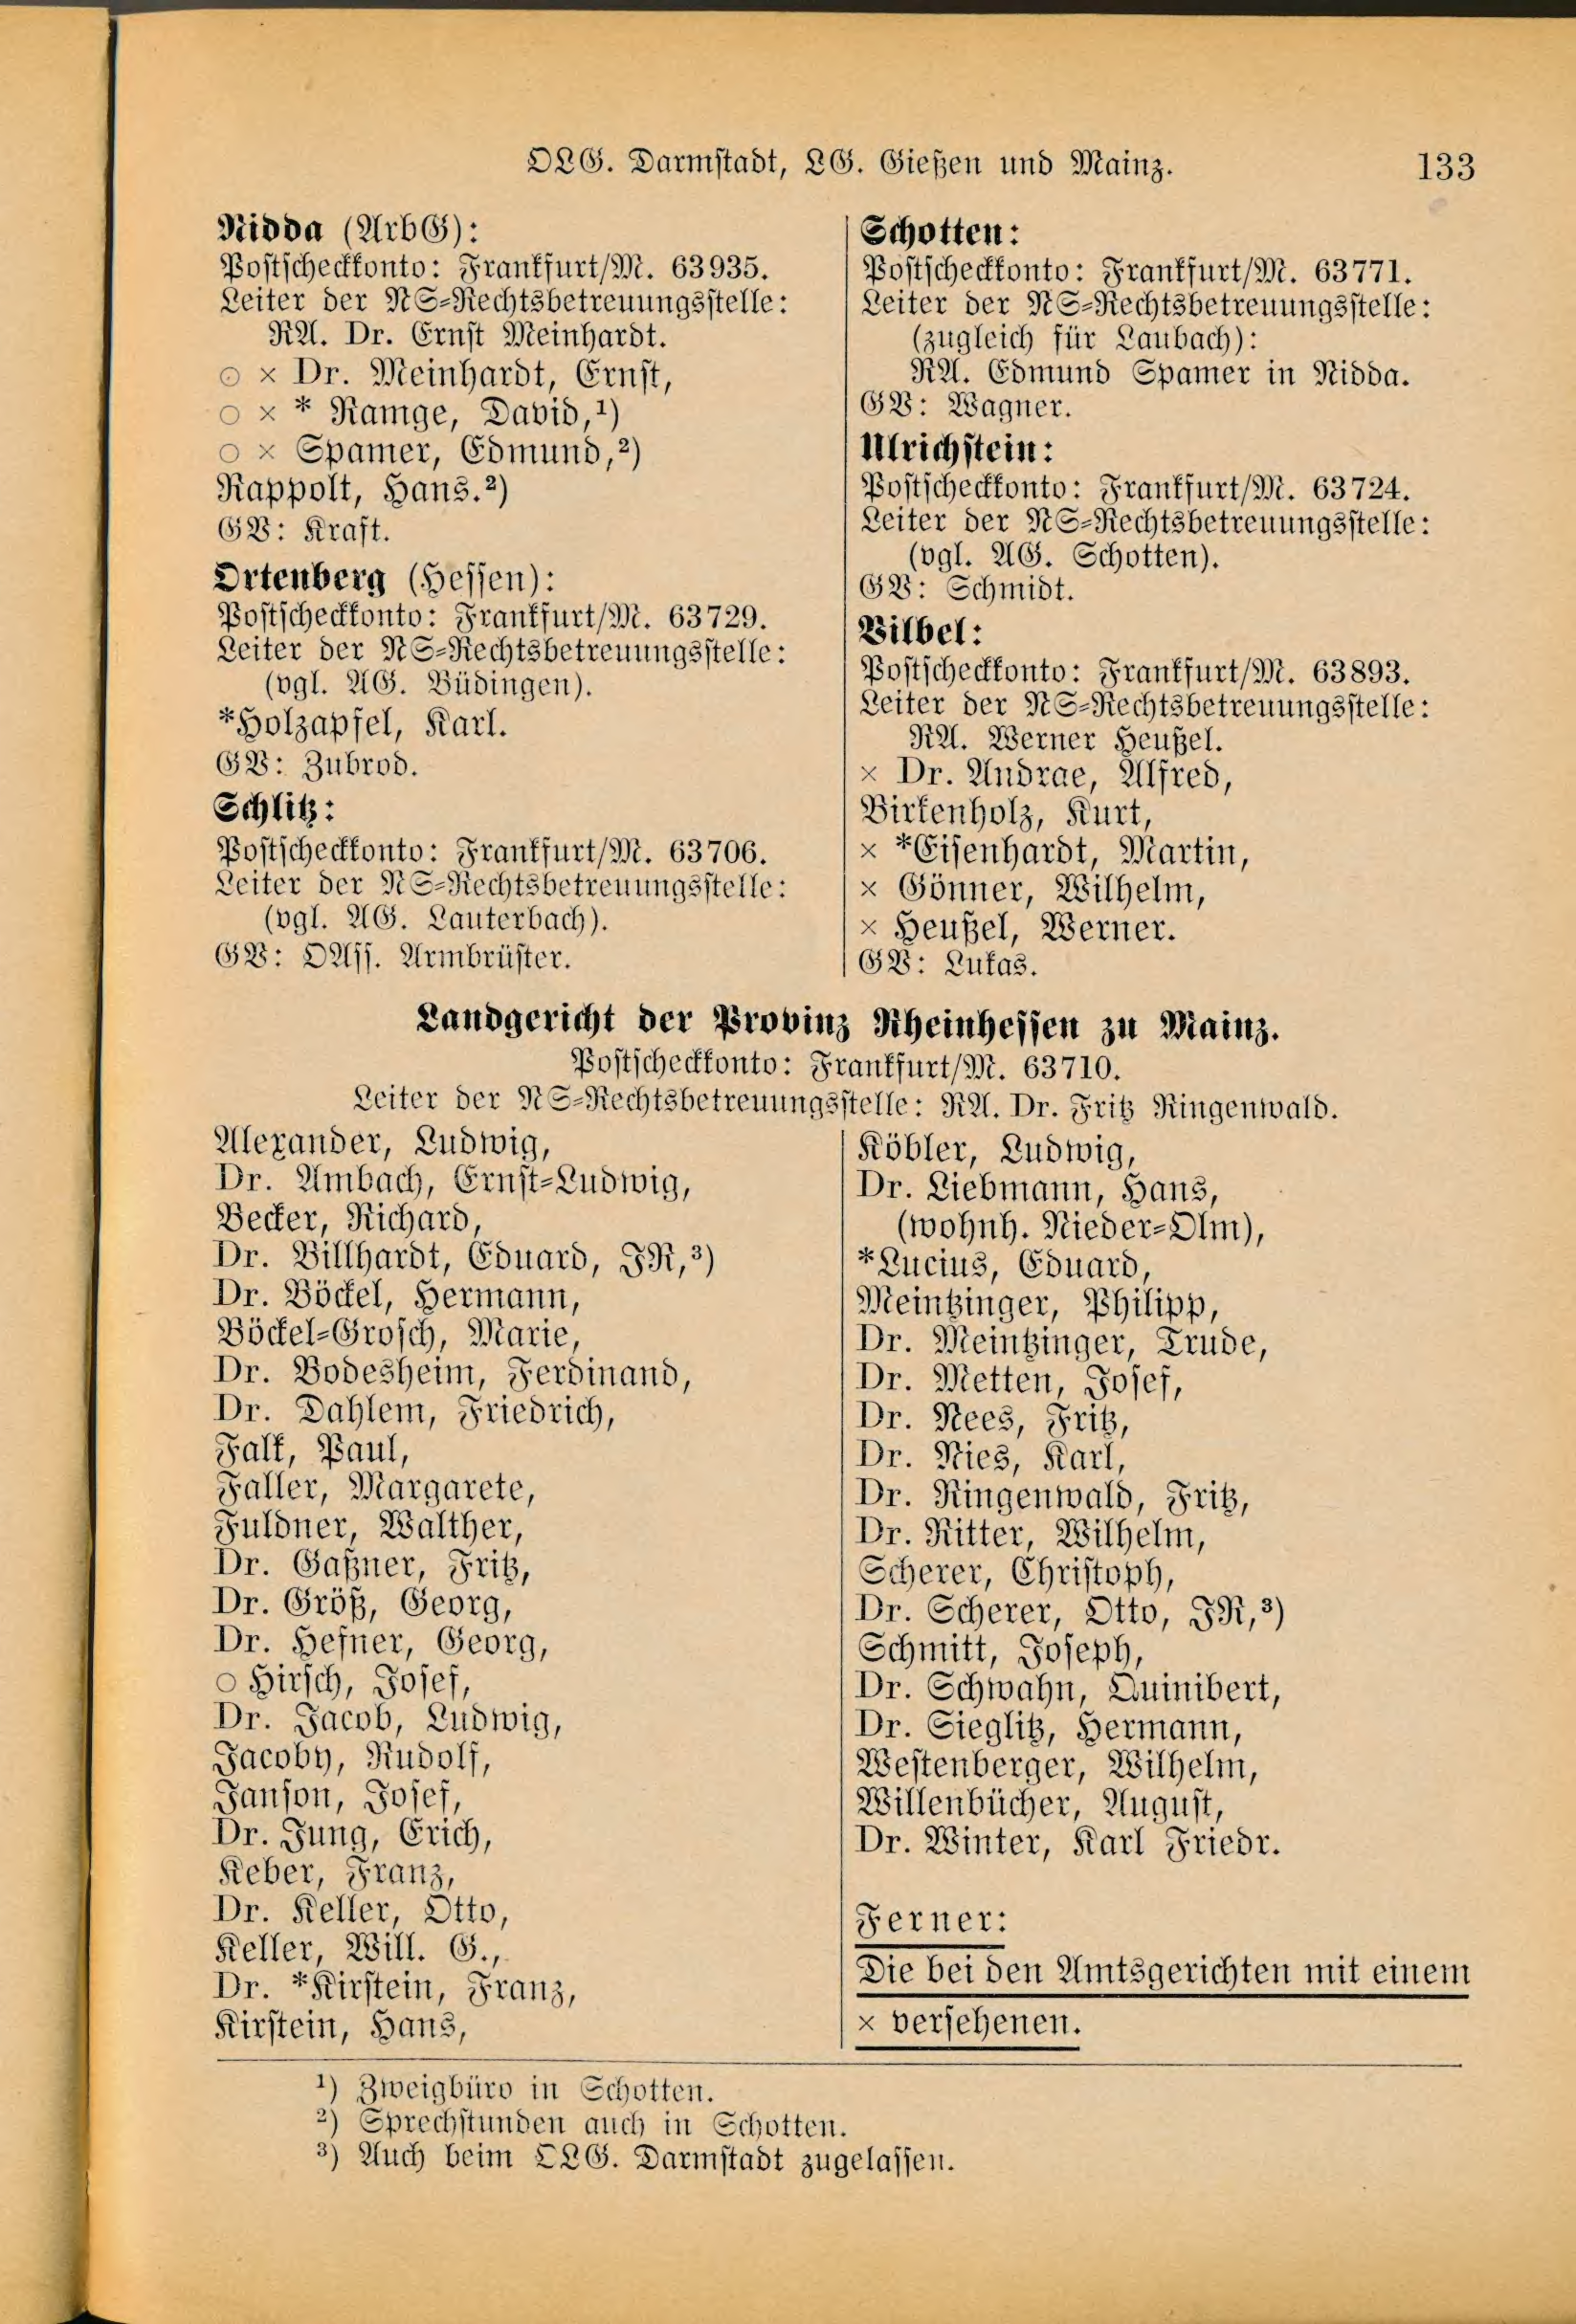 OLG. Darmstadt, LG. Gießen und Mainz.
133
Nidda (ArbG):
Postscheckkonto: Frankfurt/M. 63935.
Leiter der NS-Rechtsbetreuungsstelle:
RA. Dr. Ernst Meinhardt.
⊙ × Dr. Meinhardt, Ernst,
○ × * Ramge, David,¹)
○ × Spamer, Edmund,²)
Rappolt, Hans.²)
GV: Kraft.
Ortenberg (Hessen):
Postscheckkonto: Frankfurt/M. 63729.
Leiter der NS-Rechtsbetreuungsstelle:
(vgl. AG. Büdingen).
*Holzapfel, Karl.
GV: Zubrod.
Schlitz:
Postscheckkonto: Frankfurt/M. 63706.
Leiter der NS-Rechtsbetreuungsstelle:
(vgl. AG. Lauterbach).
GV: OAss. Armbrüster.
Schotten:
Postscheckkonto: Frankfurt/M. 63771.
Leiter der NS-Rechtsbetreuungsstelle:
(zugleich für Laubach):
RA. Edmund Spamer in Nidda.
GV: Wagner.
Ulrichstein:
Postscheckkonto: Frankfurt/M. 63724.
Leiter der NS-Rechtsbetreuungsstelle:
(vgl. AG. Schotten).
GV: Schmidt.
Vilbel:
Postscheckkonto: Frankfurt/M. 63893.
Leiter der NS-Rechtsbetreuungsstelle:
RA. Werner Heußel.
× Dr. Andrae, Alfred,
Birkenholz, Kurt,
× *Eisenhardt, Martin,
× Gönner, Wilhelm,
× Heußel, Werner.
GV: Lukas.
Landgericht der Provinz Rheinhessen zu Mainz.
Postscheckkonto: Frankfurt/M. 63710.
Leiter der NS-Rechtsbetreuungsstelle: RA. Dr. Fritz Ringenwald.
Alexander, Ludwig,
Dr. Ambach, Ernst-Ludwig,
Becker, Richard,
Dr. Billhardt, Eduard, JR,³)
Dr. Böckel, Hermann,
Böckel-Grosch, Marie,
Dr. Bodesheim, Ferdinand,
Dr. Dahlem, Friedrich,
Falk, Paul,
Faller, Margarete,
Fuldner, Walther,
Dr. Gaßner, Fritz,
Dr. Größ, Georg,
Dr. Hefner, Georg,
○ Hirsch, Josef,
Dr. Jacob, Ludwig,
Jacoby, Rudolf,
Janson, Josef,
Dr. Jung, Erich,
Keber, Franz,
Dr. Keller, Otto,
Keller, Will. G.,
Dr. *Kirstein, Franz,
Kirstein, Hans,
Köbler, Ludwig,
Dr. Liebmann, Hans,
(wohnh. Nieder-Olm),
*Lucius, Eduard,
Meintzinger, Philipp,
Dr. Meintzinger, Trude,
Dr. Metten, Josef,
Dr. Nees, Fritz,
Dr. Nies, Karl,
Dr. Ringenwald, Fritz,
Dr. Ritter, Wilhelm,
Scherer, Christoph,
Dr. Scherer, Otto, JR,³)
Schmitt, Joseph,
Dr. Schwahn, Quinibert,
Dr. Sieglitz, Hermann,
Westenberger, Wilhelm,
Willenbücher, August,
Dr. Winter, Karl Friedr.
Ferner:
Die bei den Amtsgerichten mit einem
× versehenen.
¹) Zweigbüro in Schotten.
²) Sprechstunden auch in Schotten.
³) Auch beim OLG. Darmstadt zugelassen.